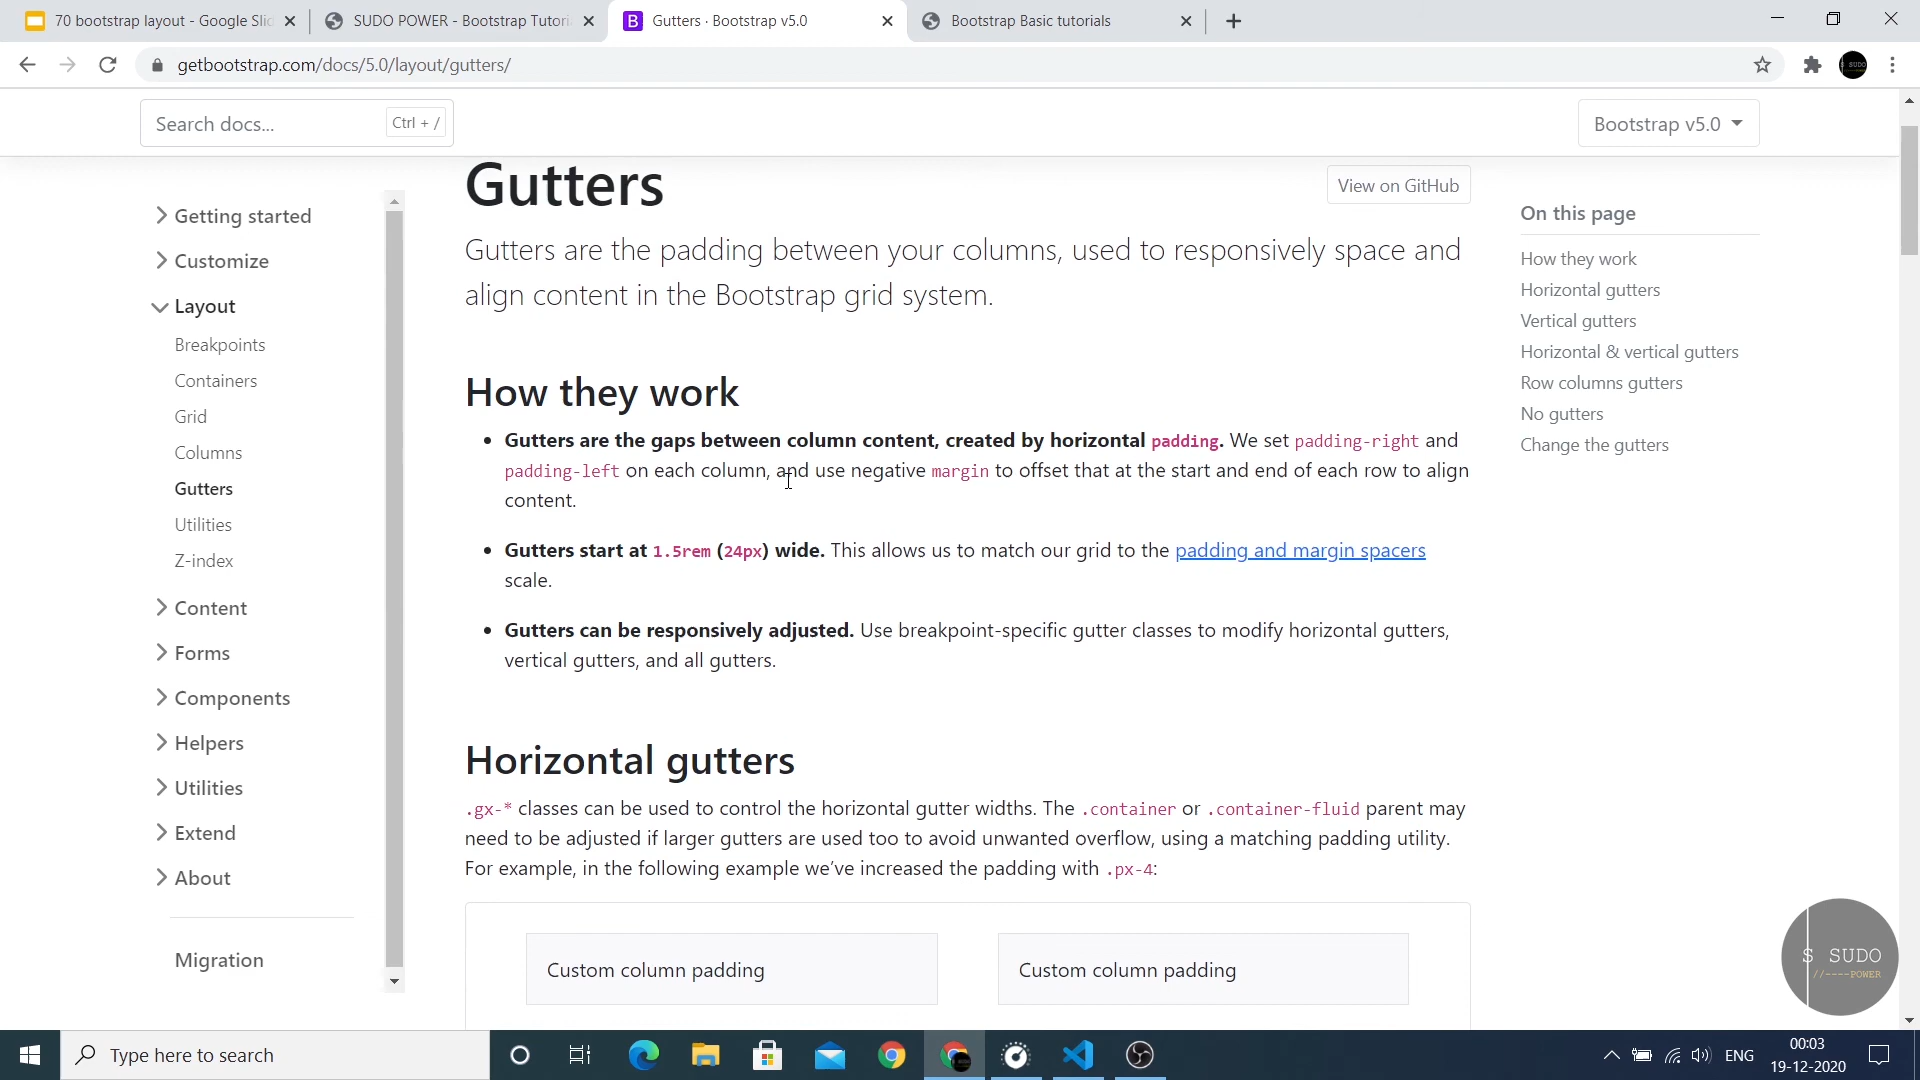 70 bootstrap layout - Google Slid
SUDO POWER - Bootstrap Tutori
B Gutters · Bootstrap v5.0
Bootstrap Basic tutorials
getbootstrap.com/docs/5.0/layout/gutters/
S SUDO
Search docs... Ctrl + /
Bootstrap v5.0
Getting started
Customize
Layout
Breakpoints
Containers
Grid
Columns
Gutters
Utilities
Z-index
Content
Forms
Components
Helpers
Utilities
Extend
About
Migration
Gutters
View on GitHub
Gutters are the padding between your columns, used to responsively space and
align content in the Bootstrap grid system.
How they work
• Gutters are the gaps between column content, created by horizontal padding. We set padding-right and
padding-left on each column, and use negative margin to offset that at the start and end of each row to align
content.
• Gutters start at 1.5rem (24px) wide. This allows us to match our grid to the padding and margin spacers
scale.
• Gutters can be responsively adjusted. Use breakpoint-specific gutter classes to modify horizontal gutters,
vertical gutters, and all gutters.
Horizontal gutters
.gx-* classes can be used to control the horizontal gutter widths. The .container or .container-fluid parent may
need to be adjusted if larger gutters are used too to avoid unwanted overflow, using a matching padding utility.
For example, in the following example we've increased the padding with .px-4:
Custom column padding
Custom column padding
On this page
How they work
Horizontal gutters
Vertical gutters
Horizontal & vertical gutters
Row columns gutters
No gutters
Change the gutters
S SUDO
//----POWER
Type here to search
ENG
00:03
19-12-2020